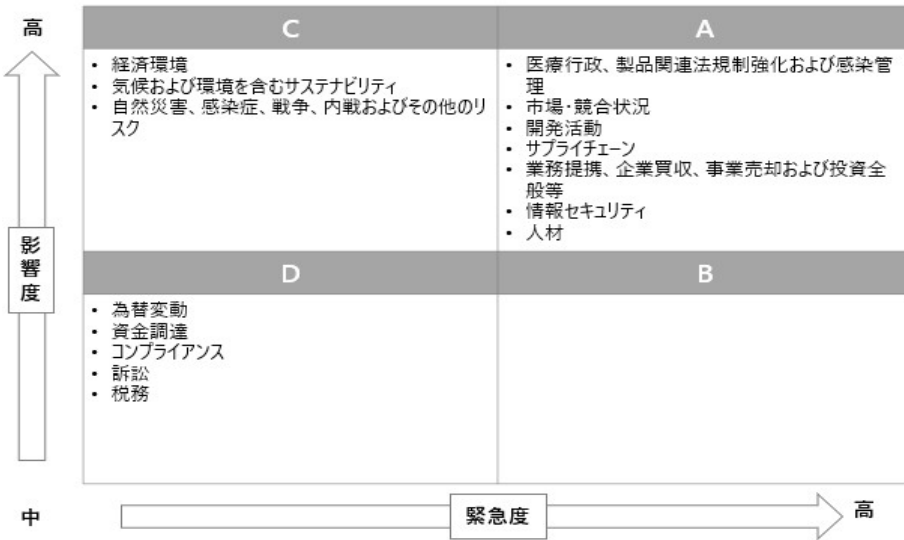 高
C
A
• 経済環境
• 気候および環境を含むサステナビリティ
• 自然災害、感染症、戦争、内戦およびその他のリ
スク
• 医療行政、製品関連法規制強化および感染管
理
• 市場・競合状況
• 開発活動
• サプライチェーン
• 業務提携、企業買収、事業売却および投資全
般等
• 情報セキュリティ
• 人材
影
響
度
D
B
• 為替変動
• 資金調達
• コンプライアンス
• 訴訟
• 税務
中
緊急度
高